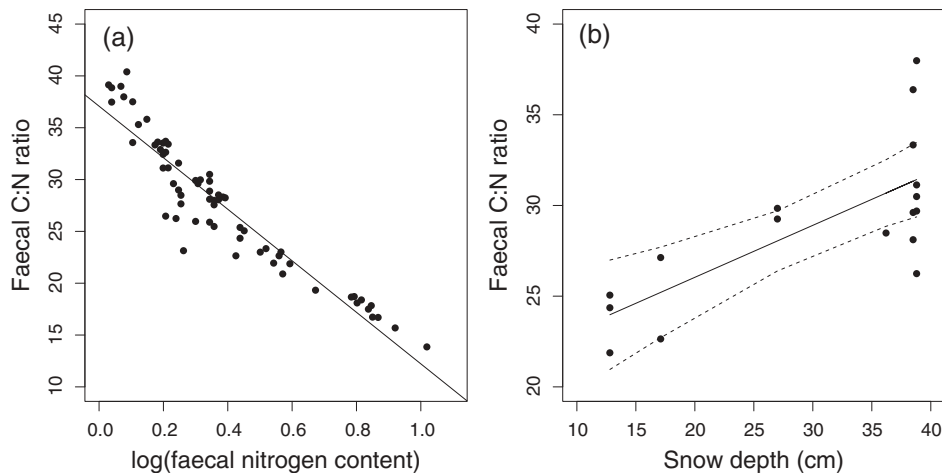 (a)
Faecal C:N ratio
45
40
35
30
25
20
15
10
0.0 0.2 0.4 0.6 0.8 1.0
log(faecal nitrogen content)
(b)
Faecal C:N ratio
40
35
30
25
20
10 15 20 25 30 35 40
Snow depth (cm)